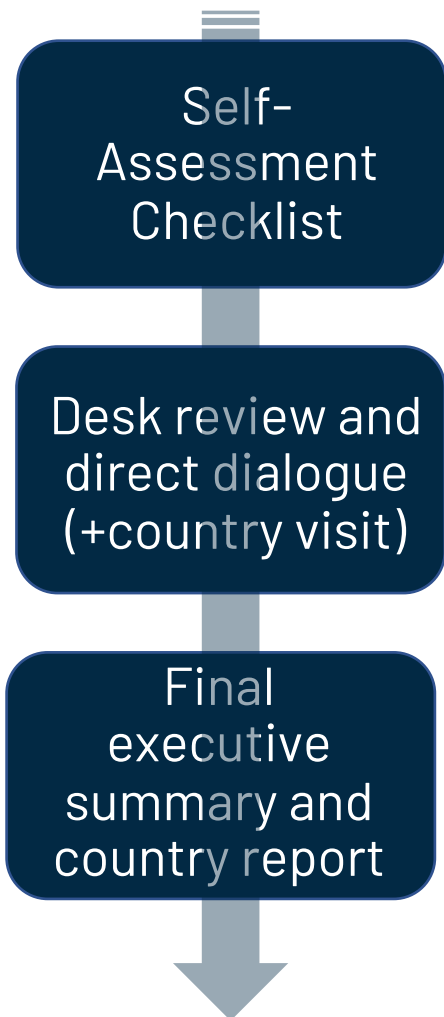 Self-
Assessment
Checklist
Desk review and
direct dialogue
(+country visit)
Final
executive
summary and
country report